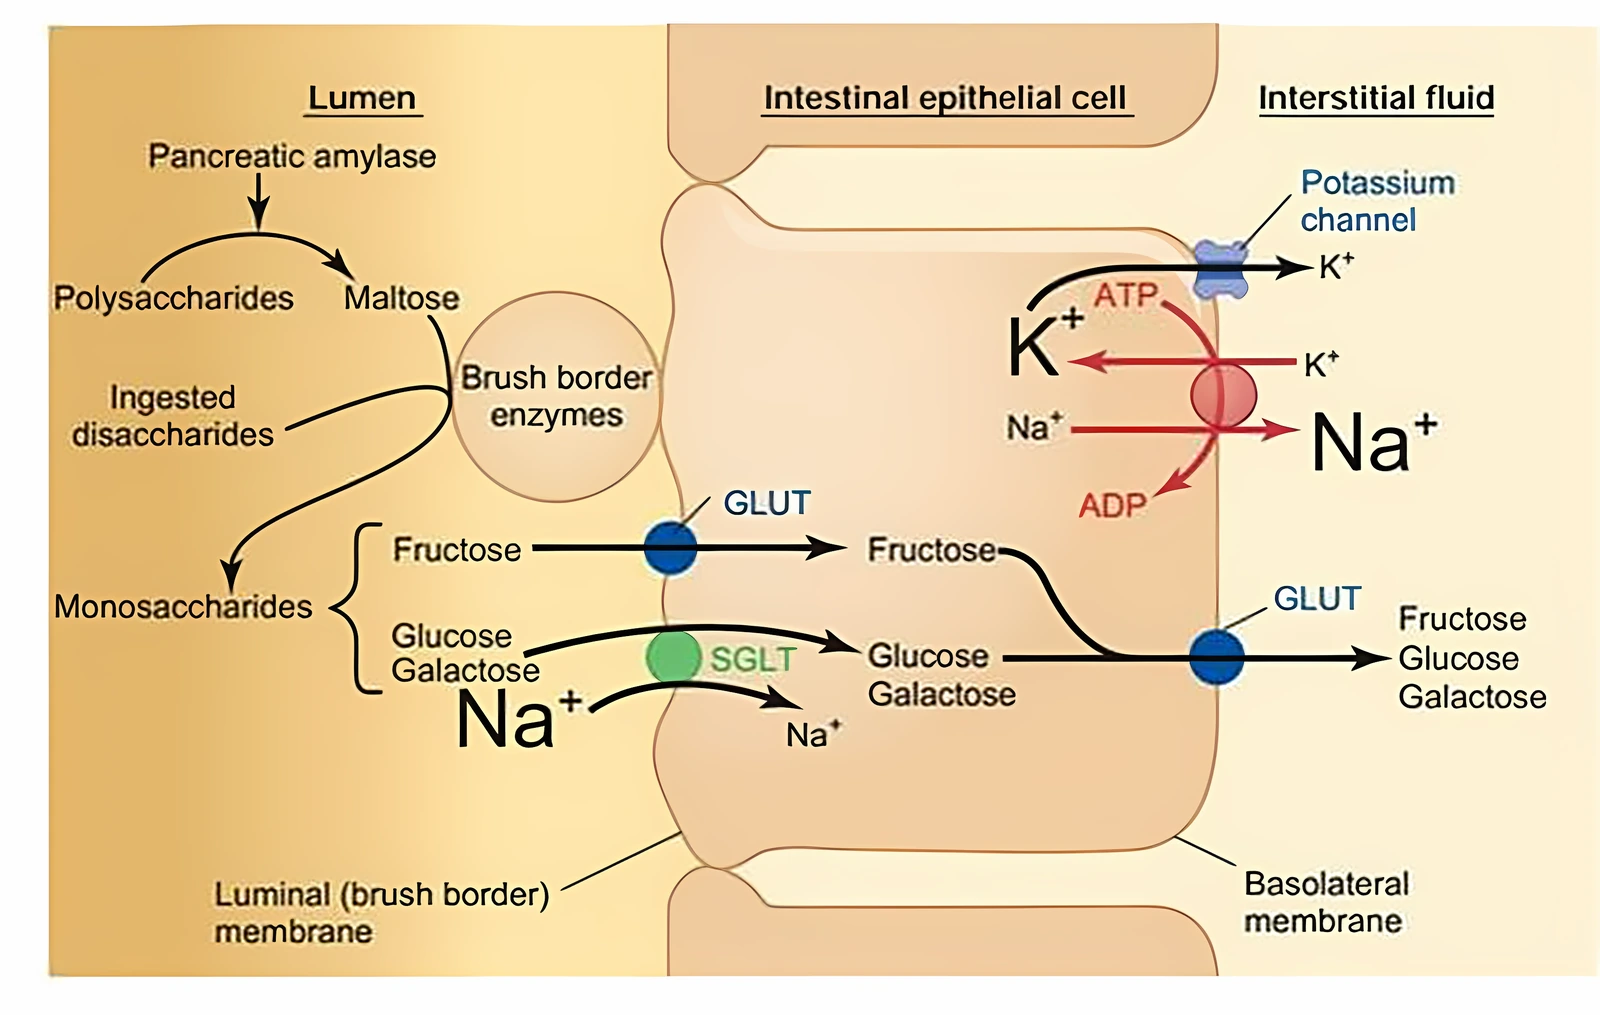 Lumen
Intestinal epithelial cell
Interstitial fluid
Pancreatic amylase
Polysaccharides
Maltose
Ingested
disaccharides
Brush border
enzymes
Monosaccharides
Fructose
Glucose
Galactose
Na⁺
GLUT
SGLT
Fructose
Glucose
Galactose
Na⁺
Potassium
channel
K⁺
ATP
K⁺
K⁺
Na⁺
Na⁺
ADP
GLUT
Fructose
Glucose
Galactose
Luminal (brush border)
membrane
Basolateral
membrane